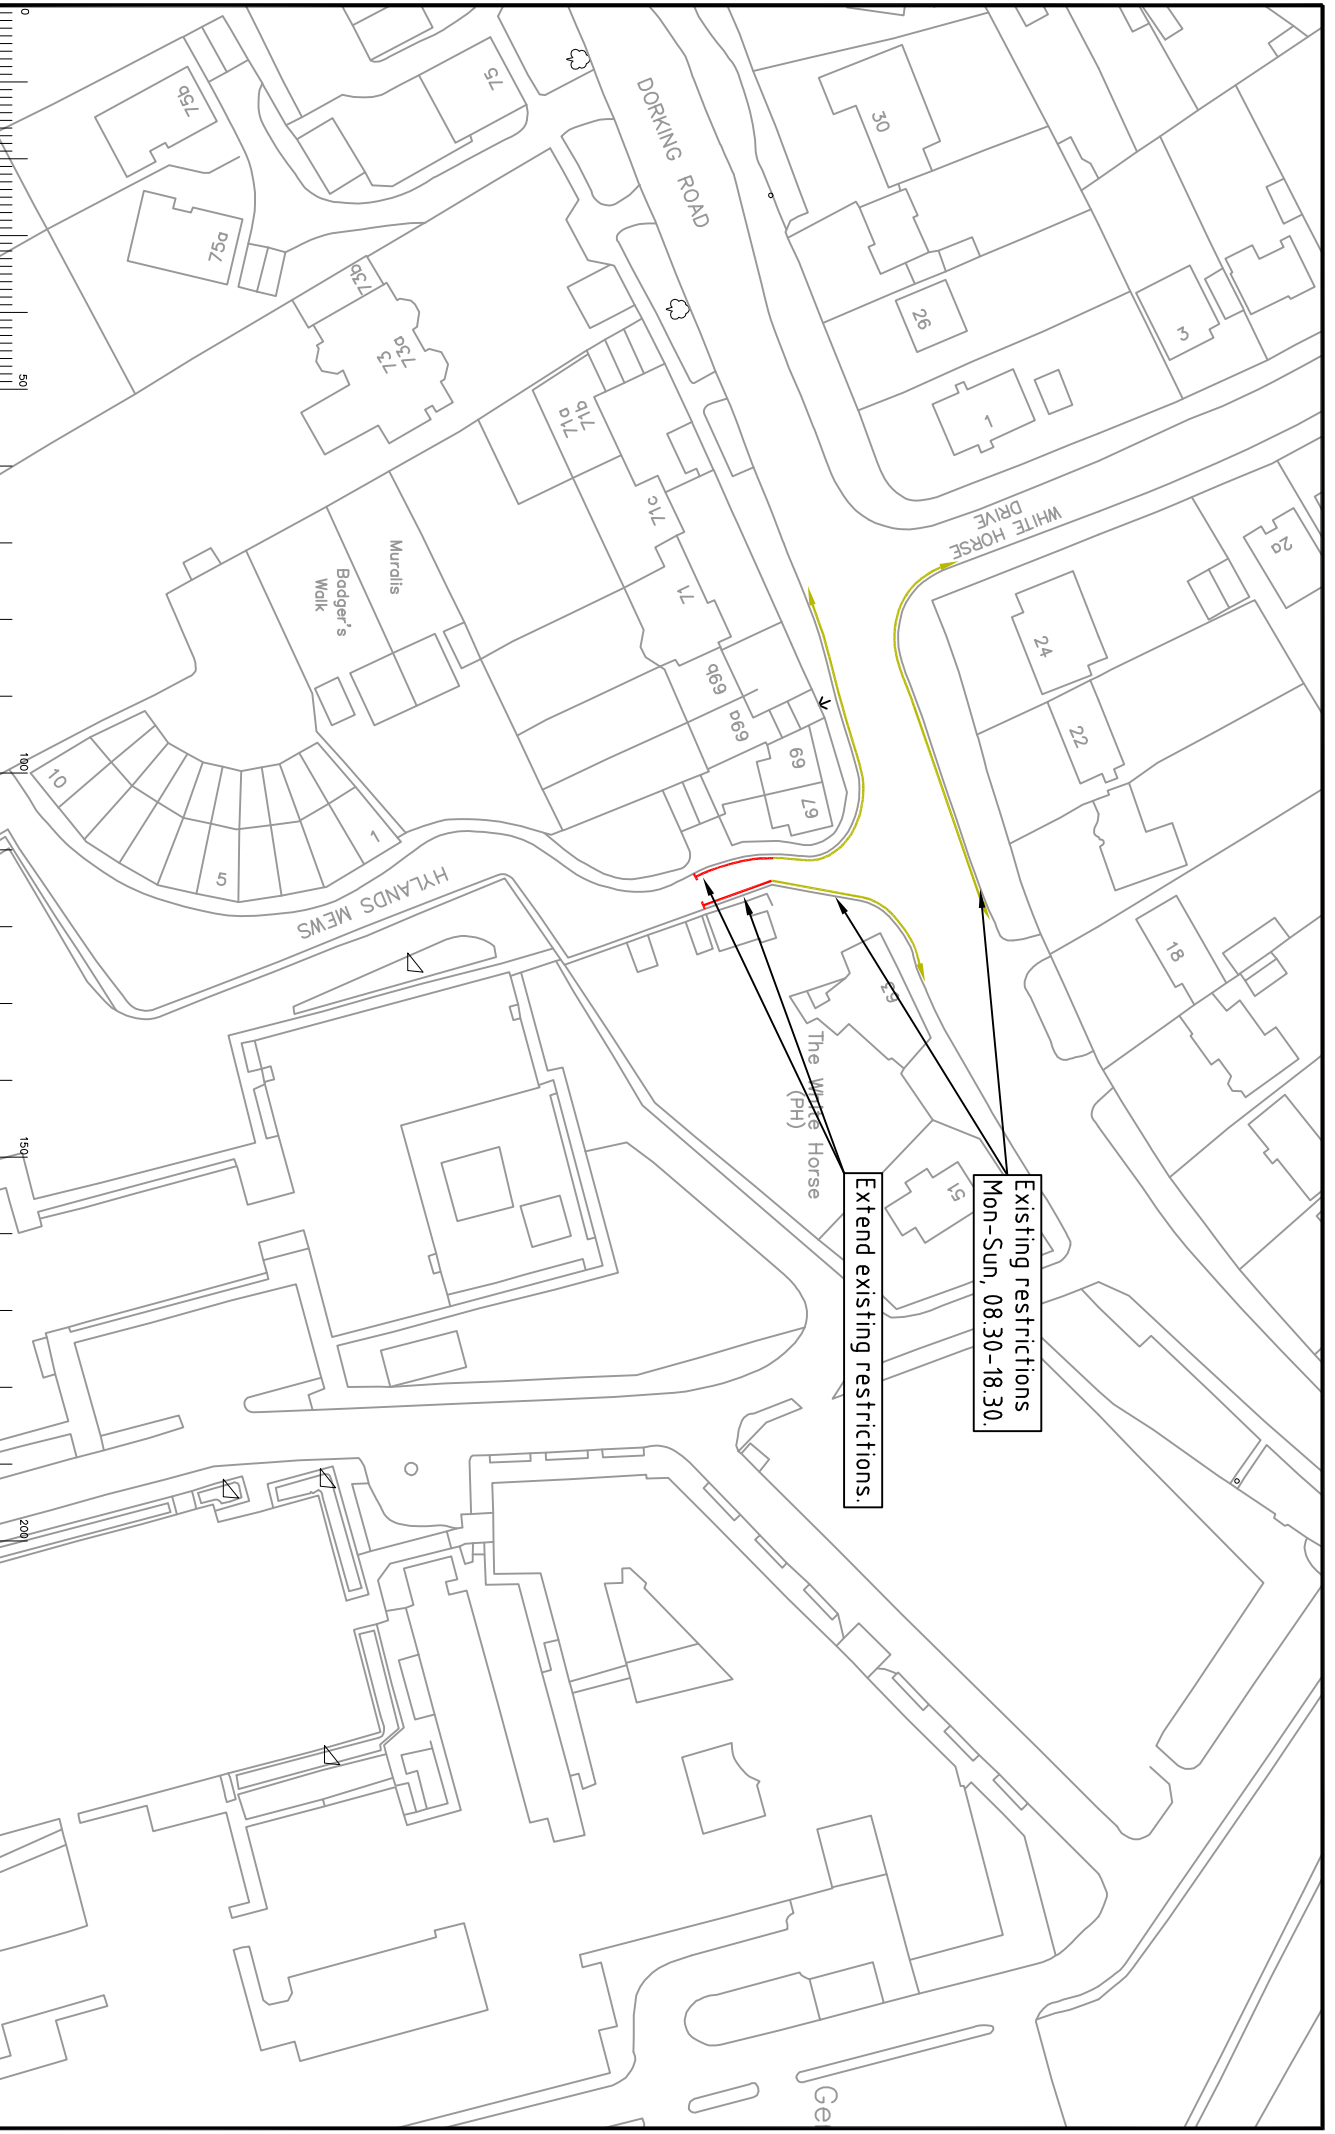 DORKING ROAD
WHITE HORSE
DRIVE
HYLANDS MEWS
The White Horse
(PH)
Existing restrictions
Mon-Sun, 08.30-18.30.
Extend existing restrictions.
Muralis
Badger's
Walk
75b
75
75a
73b
73a
73
71b
71a
71c
71
69b
69a
69
67
63
51
30
26
1
3
2a
24
22
18
10
5
1
Ge
0
50
100
150
200